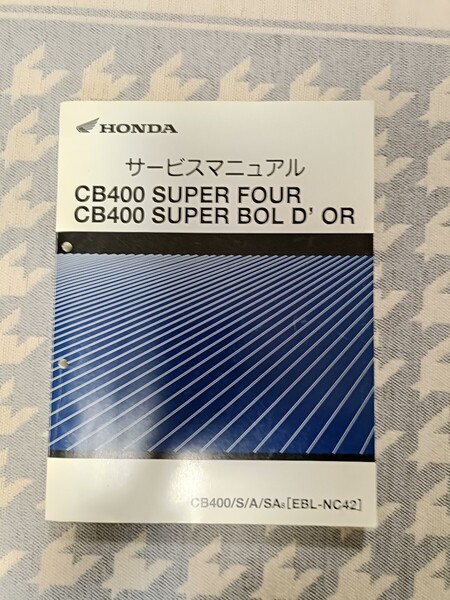 HONDA
サービスマニュアル
CB400 SUPER FOUR
CB400 SUPER BOL D' OR
CB400/S/A/SA₈[EBL-NC42]